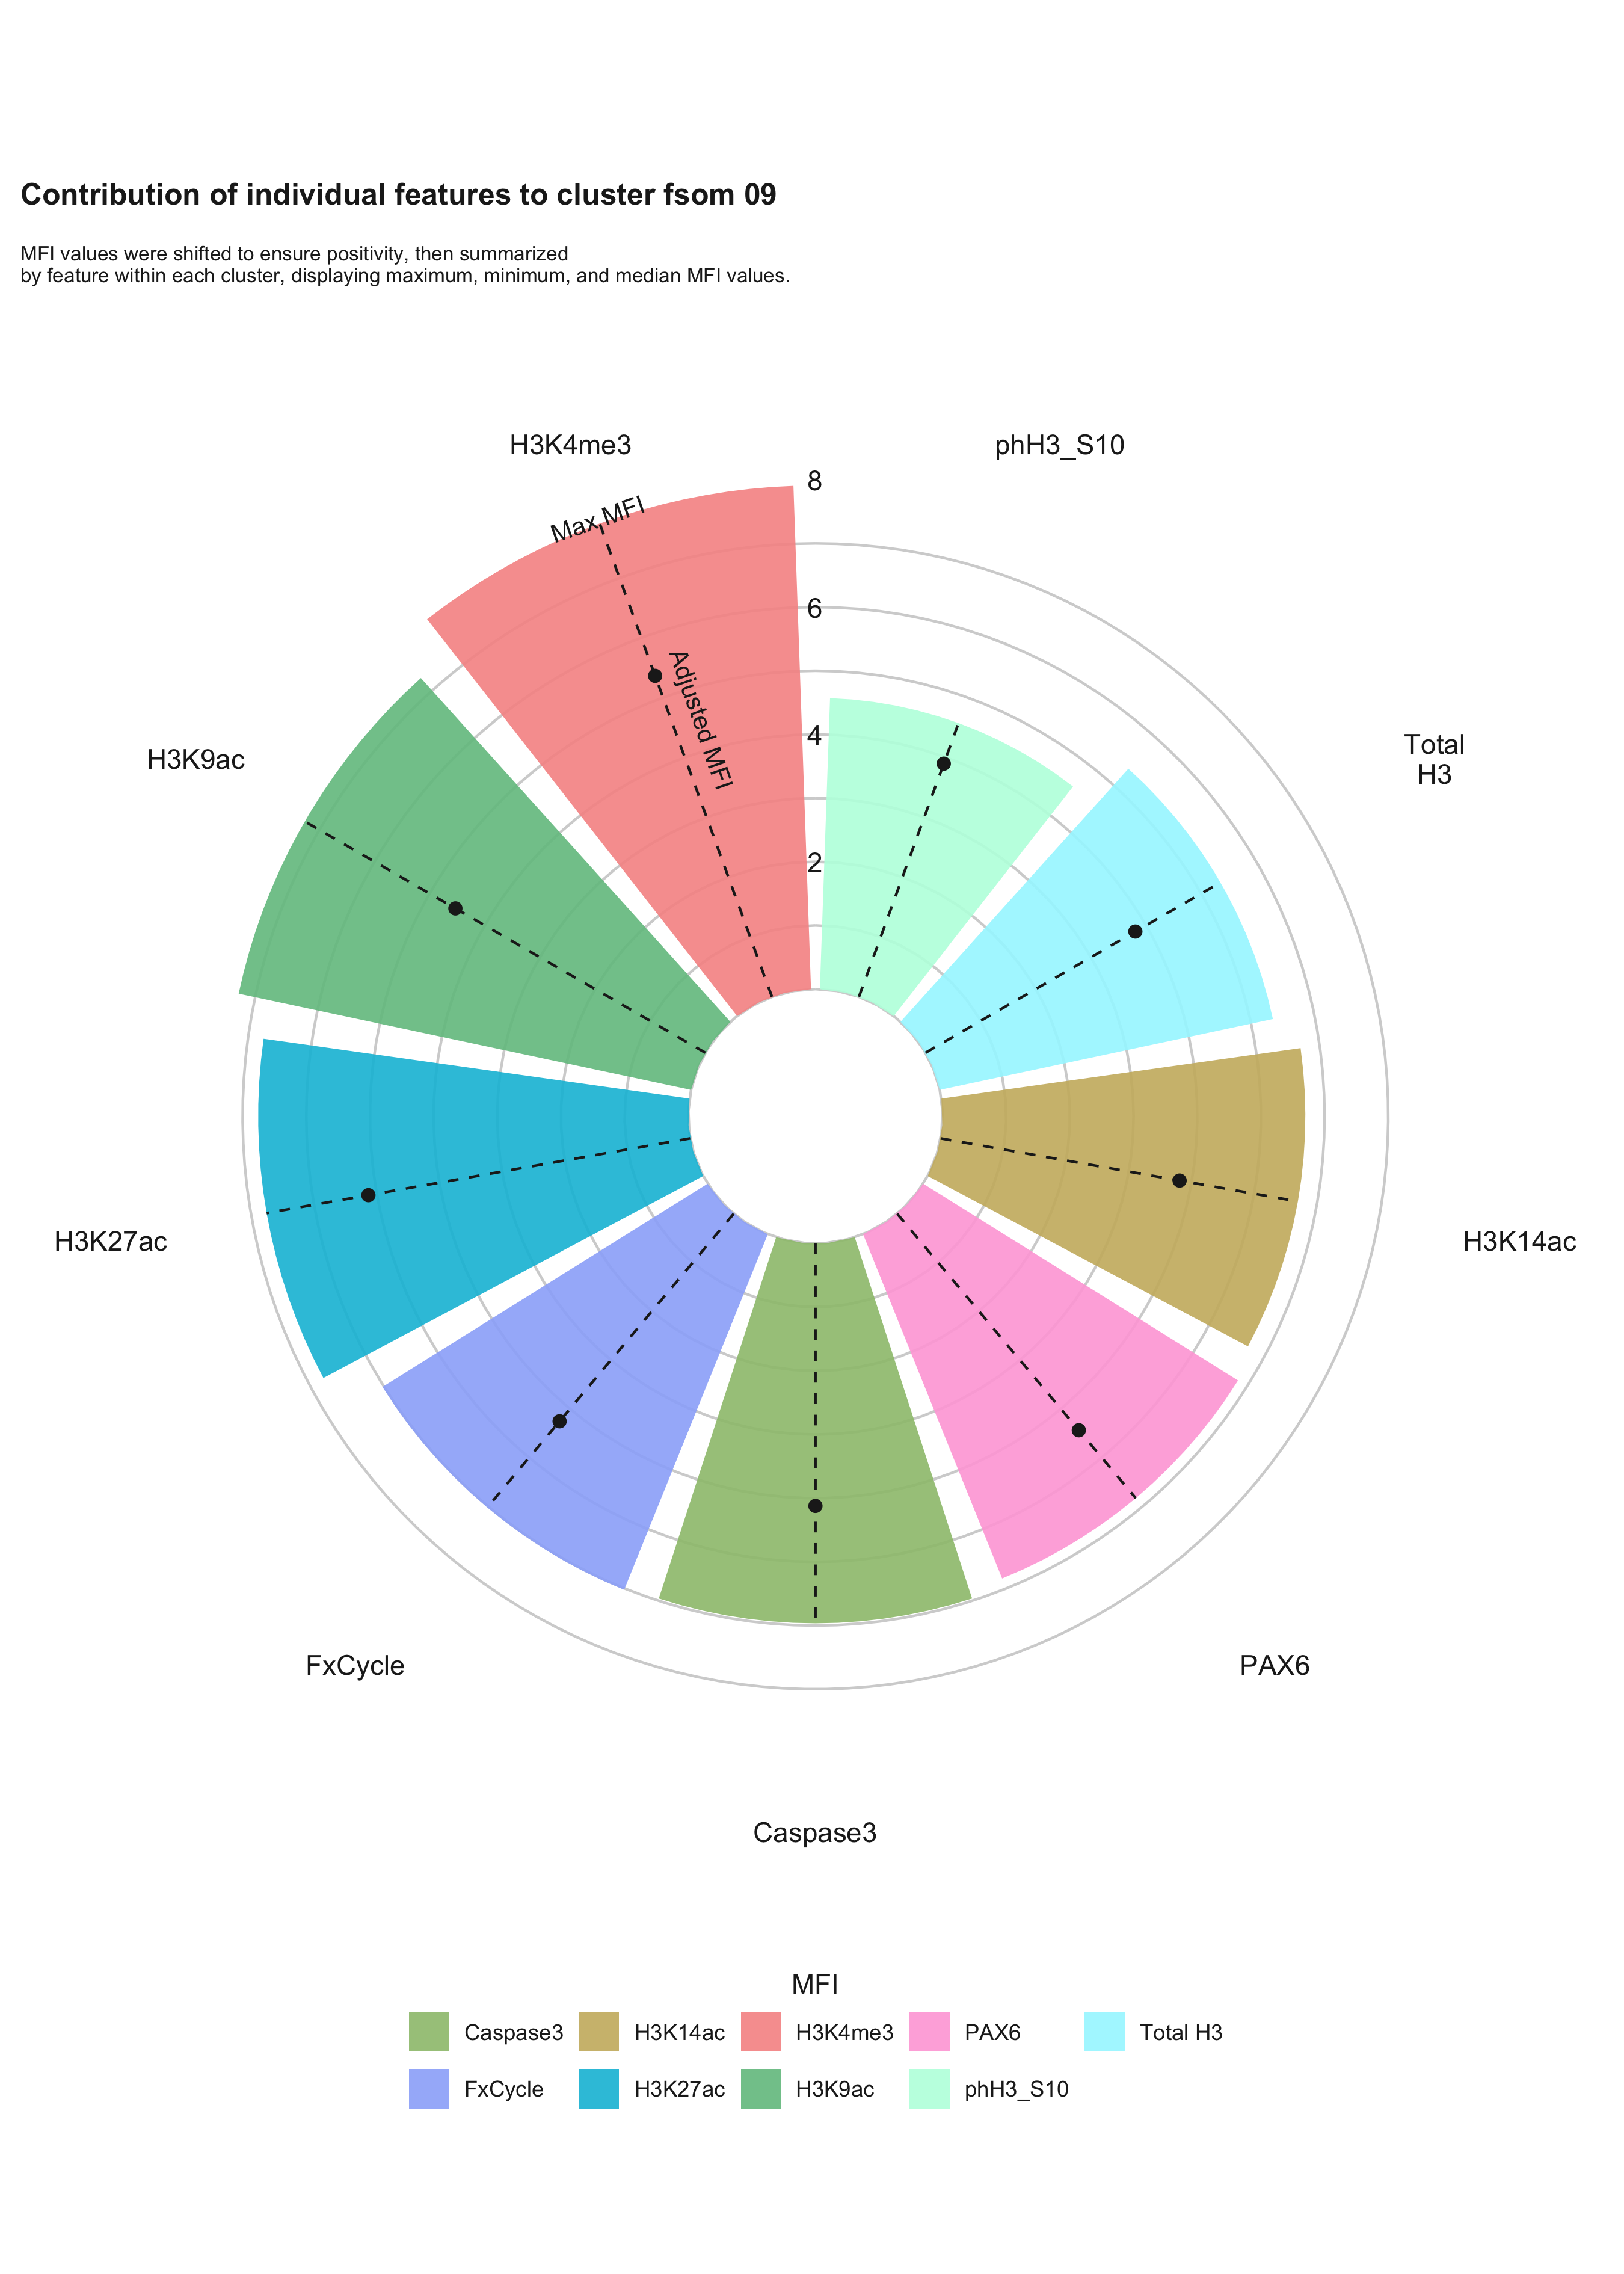 Contribution of individual features to cluster fsom 09
MFI values were shifted to ensure positivity, then summarized
by feature within each cluster, displaying maximum, minimum, and median MFI values.
H3K4me3
phH3_S10
8
Max MFI
6
Adjusted MFI
4
2
H3K9ac
Total
H3
H3K27ac
H3K14ac
FxCycle
PAX6
Caspase3
MFI
Caspase3
H3K14ac
H3K4me3
PAX6
Total H3
FxCycle
H3K27ac
H3K9ac
phH3_S10